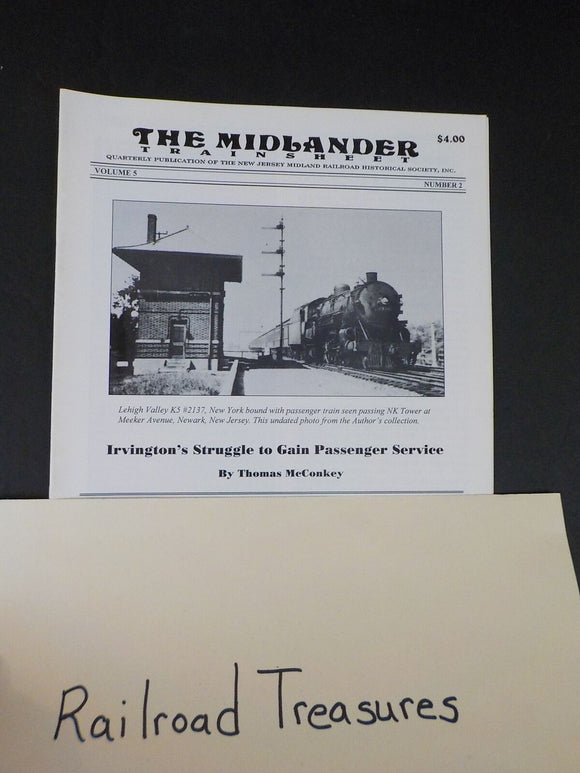 THE MIDLANDER
$4.00
TRAINSHEET
QUARTERLY PUBLICATION OF THE NEW JERSEY MIDLAND RAILROAD HISTORICAL SOCIETY, INC.
VOLUME 5
NUMBER 2
Lehigh Valley K5 #2137, New York bound with passenger train seen passing NK Tower at
Meeker Avenue, Newark, New Jersey. This undated photo from the Author's collection.
Irvington's Struggle to Gain Passenger Service
By Thomas McConkey
Railroad Treasures